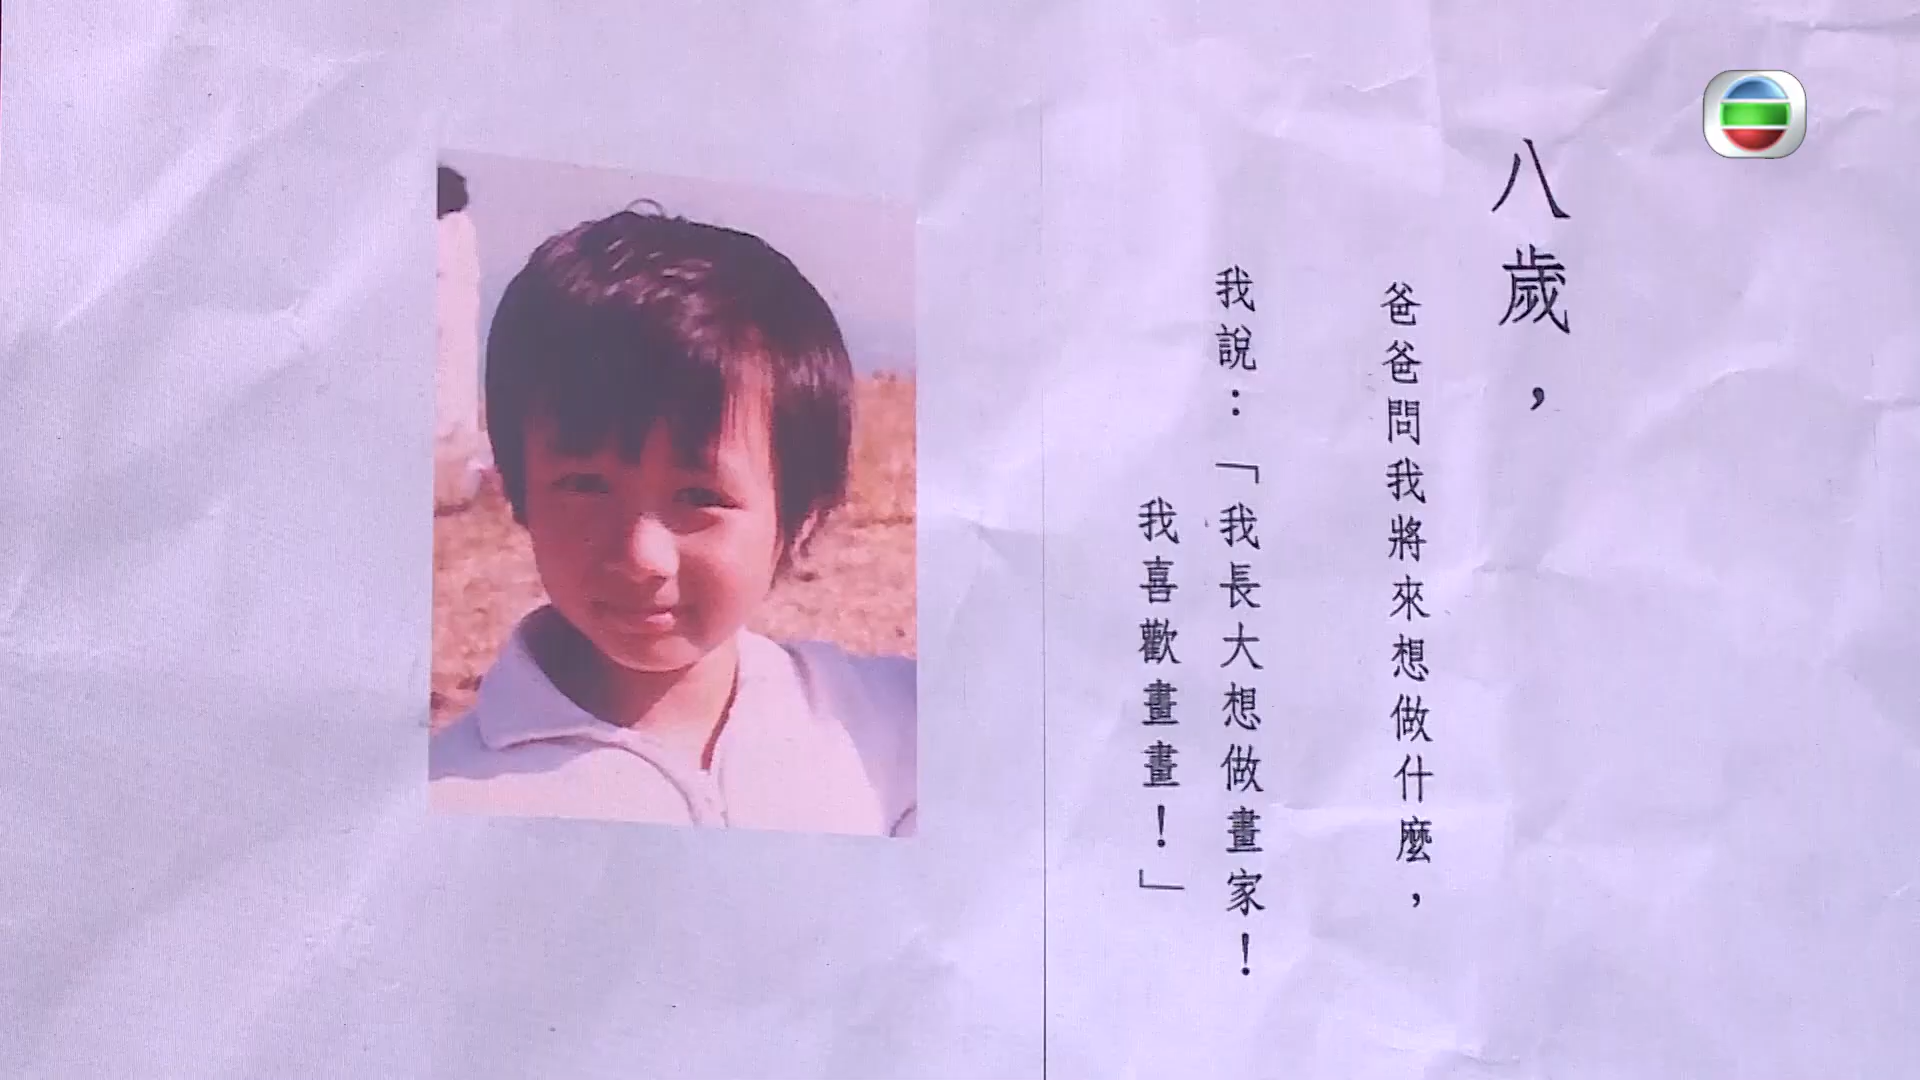 八歲，
爸爸問我將來想做什麼，
我說：「我長大想做畫家！
我喜歡畫畫！」